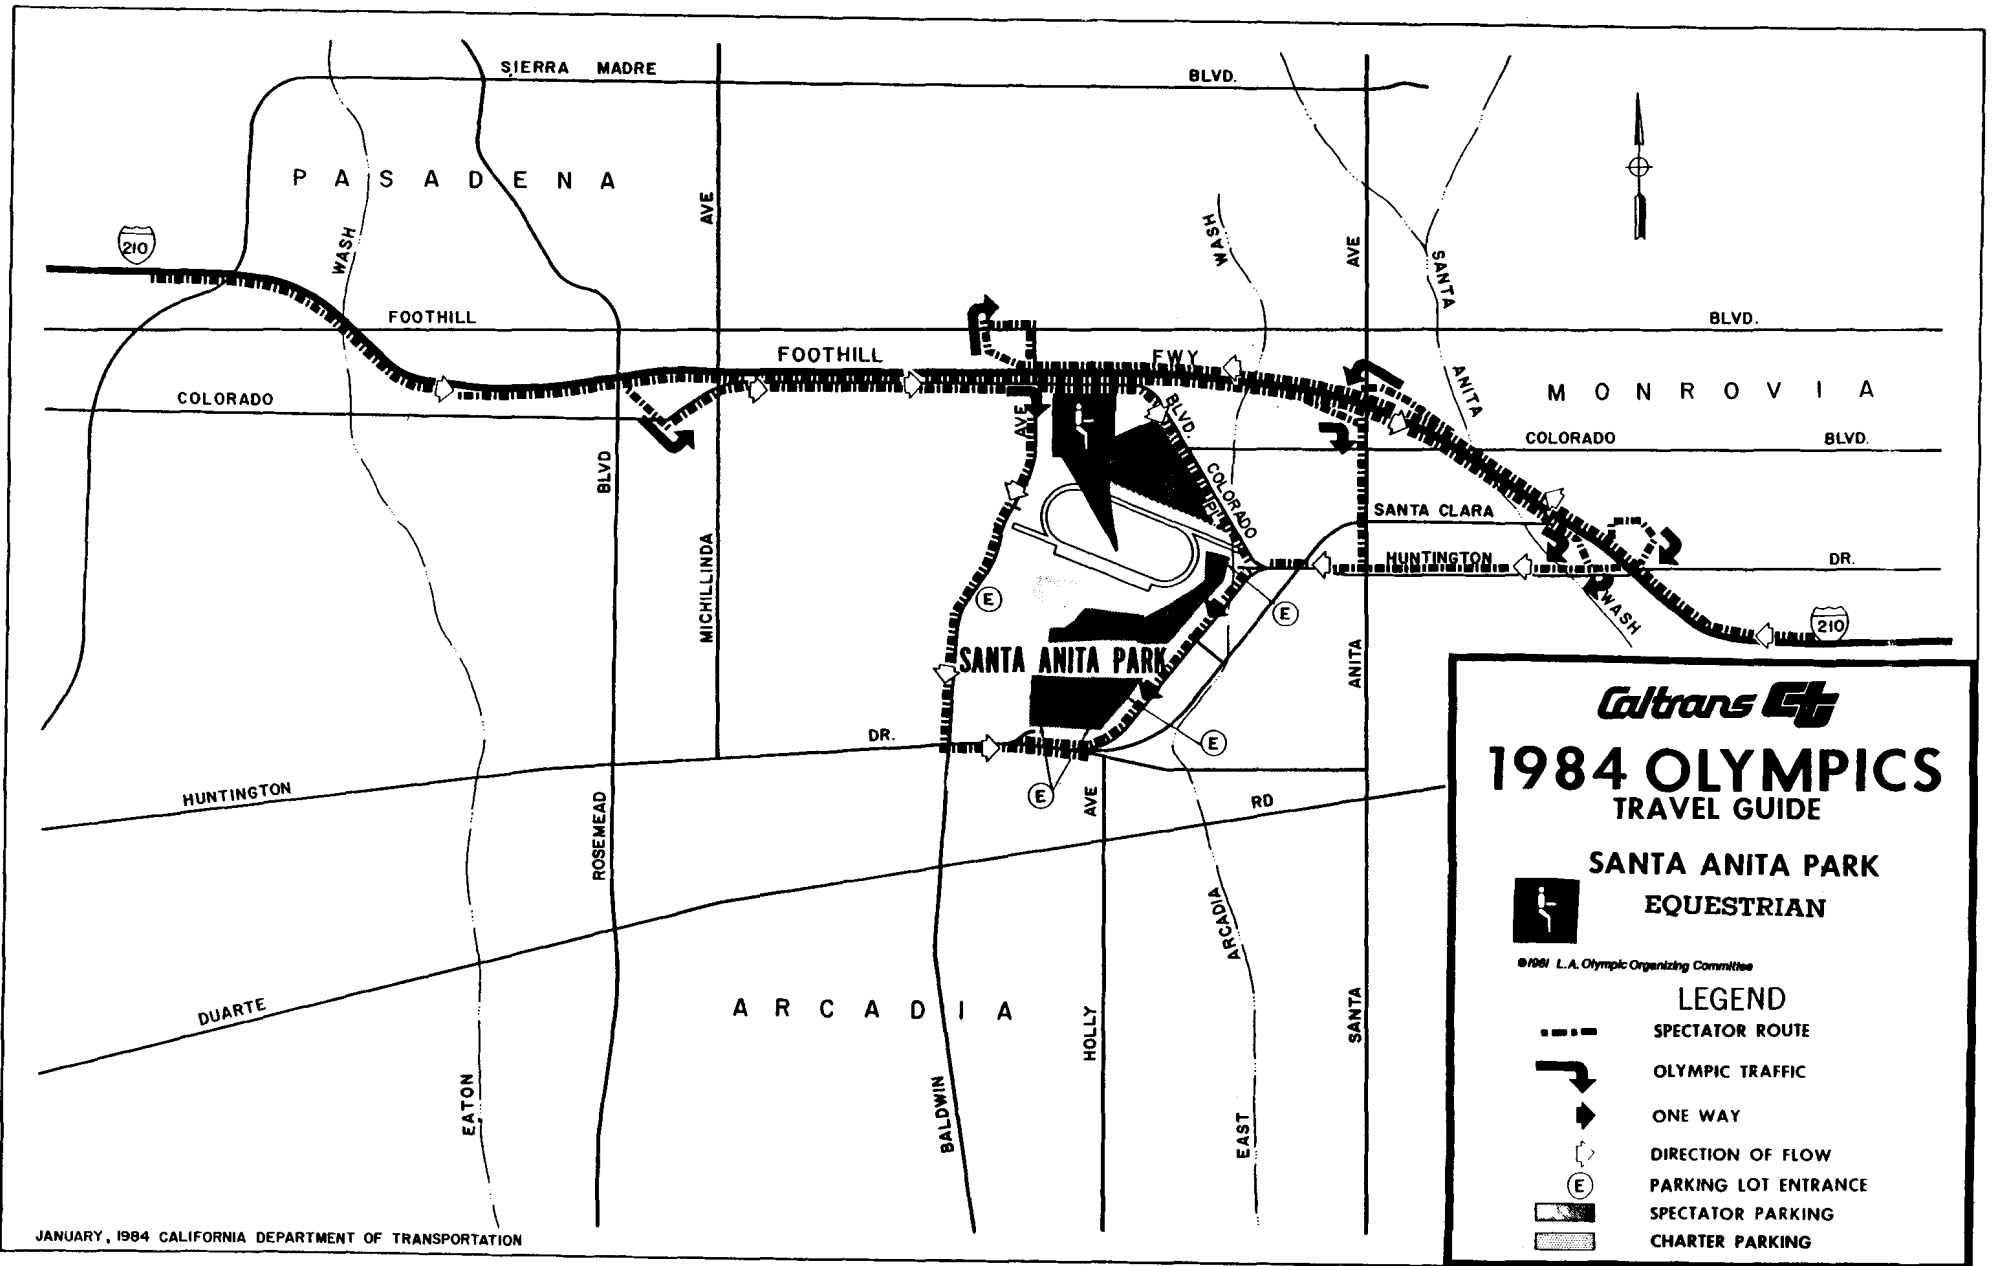 SIERRA MADRE BLVD.
PASADENA
AVE
210
WASH
WASH
AVE
SANTA
FOOTHILL BLVD.
FOOTHILL FWY
ANITA
MONROVIA
COLORADO
AVE
BLVD.
COLORADO BLVD.
BLVD
COLORADO
PL
SANTA CLARA
MICHILLINDA
HUNTINGTON DR.
E
E
WASH
210
SANTA ANITA PARK
ANITA
DR.
E
HUNTINGTON
E
AVE
RD
ROSEMEAD
ARCADIA
DUARTE
ARCADIA
HOLLY
SANTA
EATON
BALDWIN
EAST
JANUARY, 1984 CALIFORNIA DEPARTMENT OF TRANSPORTATION
Caltrans CT
1984 OLYMPICS
TRAVEL GUIDE
SANTA ANITA PARK
EQUESTRIAN
©1981 L.A. Olympic Organizing Committee
LEGEND
SPECTATOR ROUTE
OLYMPIC TRAFFIC
ONE WAY
DIRECTION OF FLOW
E PARKING LOT ENTRANCE
SPECTATOR PARKING
CHARTER PARKING